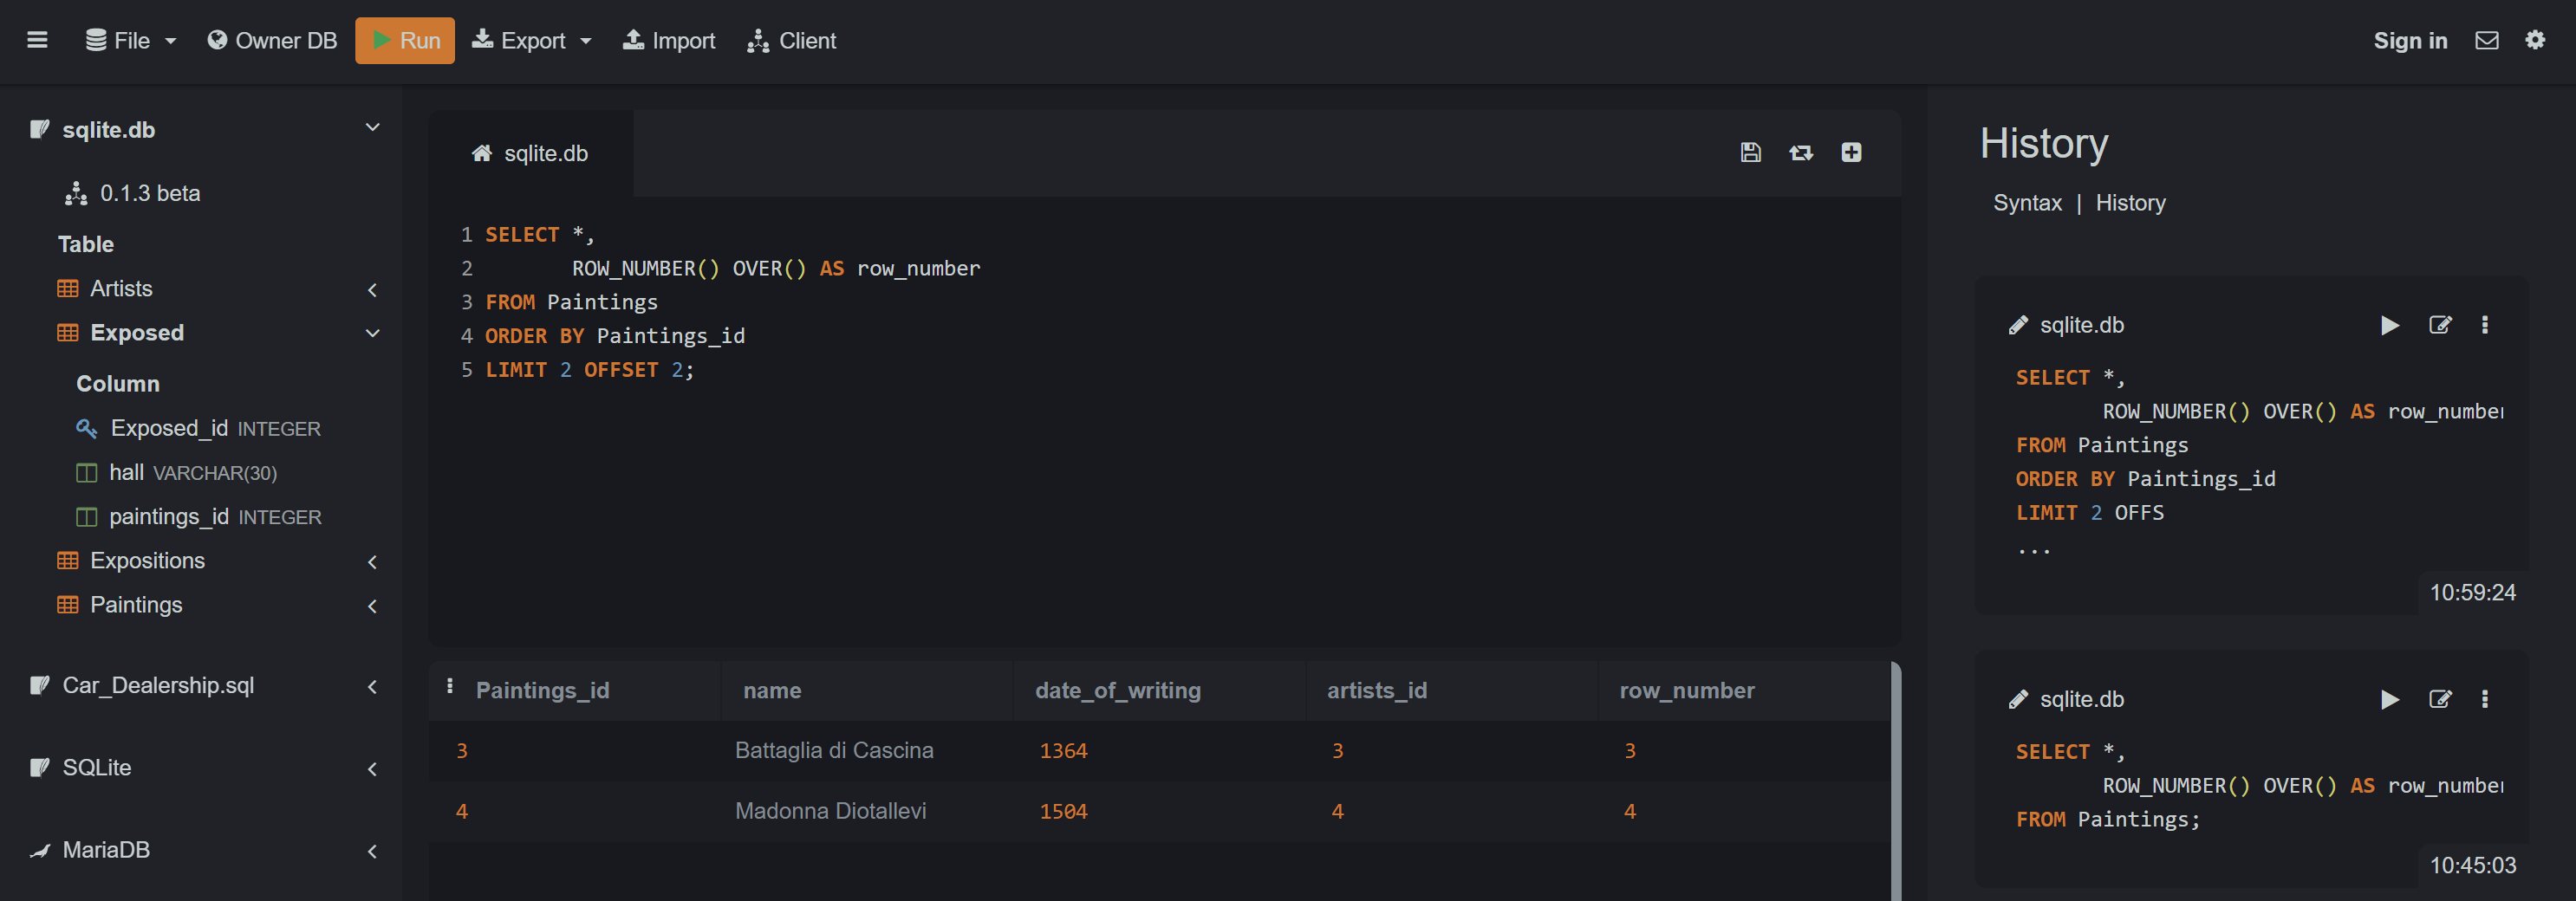 File
Owner DB
Run
Export
Import
Client
Sign in
sqlite.db
0.1.3 beta
Table
Artists
Exposed
Column
Exposed_id INTEGER
hall VARCHAR(30)
paintings_id INTEGER
Expositions
Paintings
Car_Dealership.sql
SQLite
MariaDB
sqlite.db
1 SELECT *,
2 ROW_NUMBER() OVER() AS row_number
3 FROM Paintings
4 ORDER BY Paintings_id
5 LIMIT 2 OFFSET 2;
Paintings_id name date_of_writing artists_id row_number
3 Battaglia di Cascina 1364 3 3
4 Madonna Diotallevi 1504 4 4
History
Syntax | History
sqlite.db
SELECT *,
ROW_NUMBER() OVER() AS row_number
FROM Paintings
ORDER BY Paintings_id
LIMIT 2 OFFS
...
10:59:24
sqlite.db
SELECT *,
ROW_NUMBER() OVER() AS row_number
FROM Paintings;
10:45:03